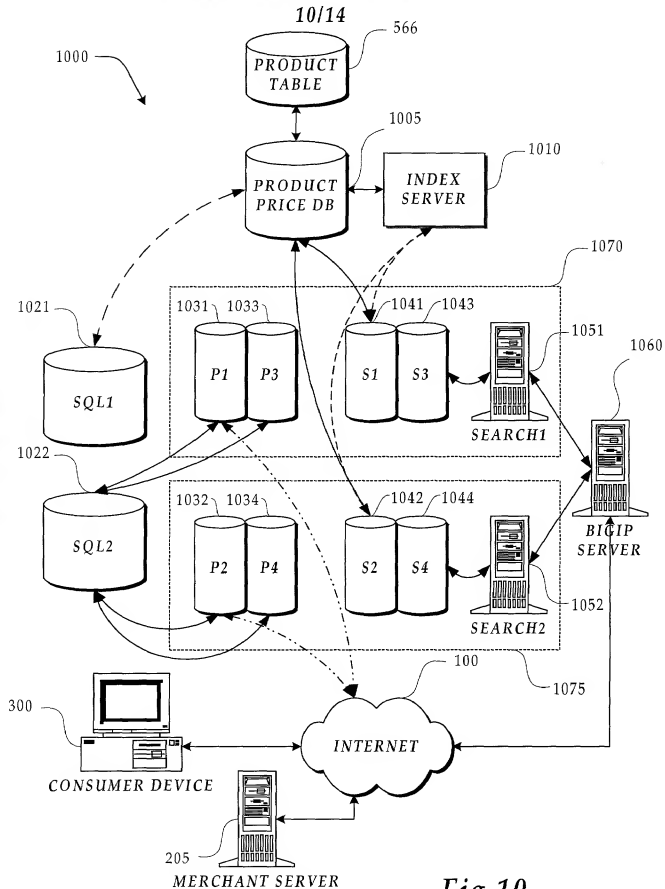 10/14
566
1000
PRODUCT
TABLE
1005
1010
PRODUCT
PRICE DB
INDEX
SERVER
1070
1021
1031
1033
1041
1043
1051
1060
SQL1
P1
P3
S1
S3
SEARCH1
1022
1032
1034
1042
1044
SQL2
P2
P4
S2
S4
BIGIP
SERVER
1052
SEARCH2
100
1075
300
INTERNET
CONSUMER DEVICE
205
MERCHANT SERVER
Fig.10